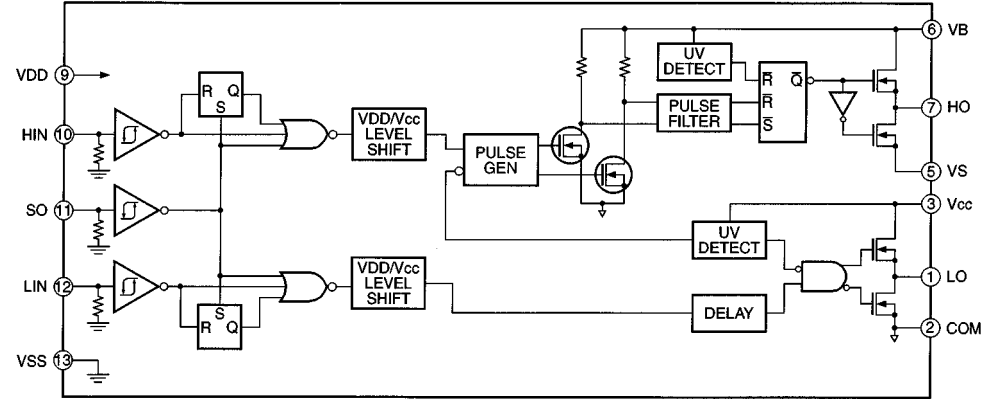 VDD 9
HIN 10
SO 11
LIN 12
VSS 13
R Q
S
VDD/Vcc
LEVEL
SHIFT
PULSE
GEN
UV
DETECT
PULSE
FILTER
R Q
R
S
6 VB
7 HO
5 VS
3 Vcc
S
R Q
VDD/Vcc
LEVEL
SHIFT
UV
DETECT
DELAY
1 LO
2 COM